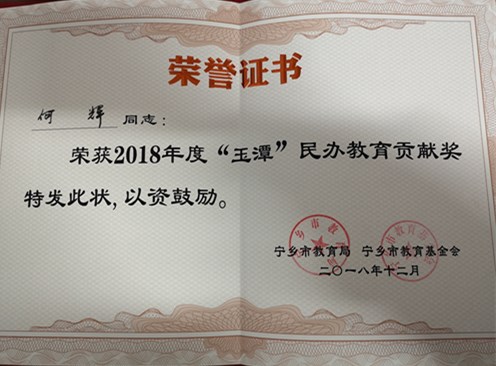 荣誉证书
何辉 同志:
荣获2018年度“玉潭”民办教育贡献奖
特发此状,以资鼓励。
宁乡市教育局 宁乡市教育基金会
二〇一八年十二月